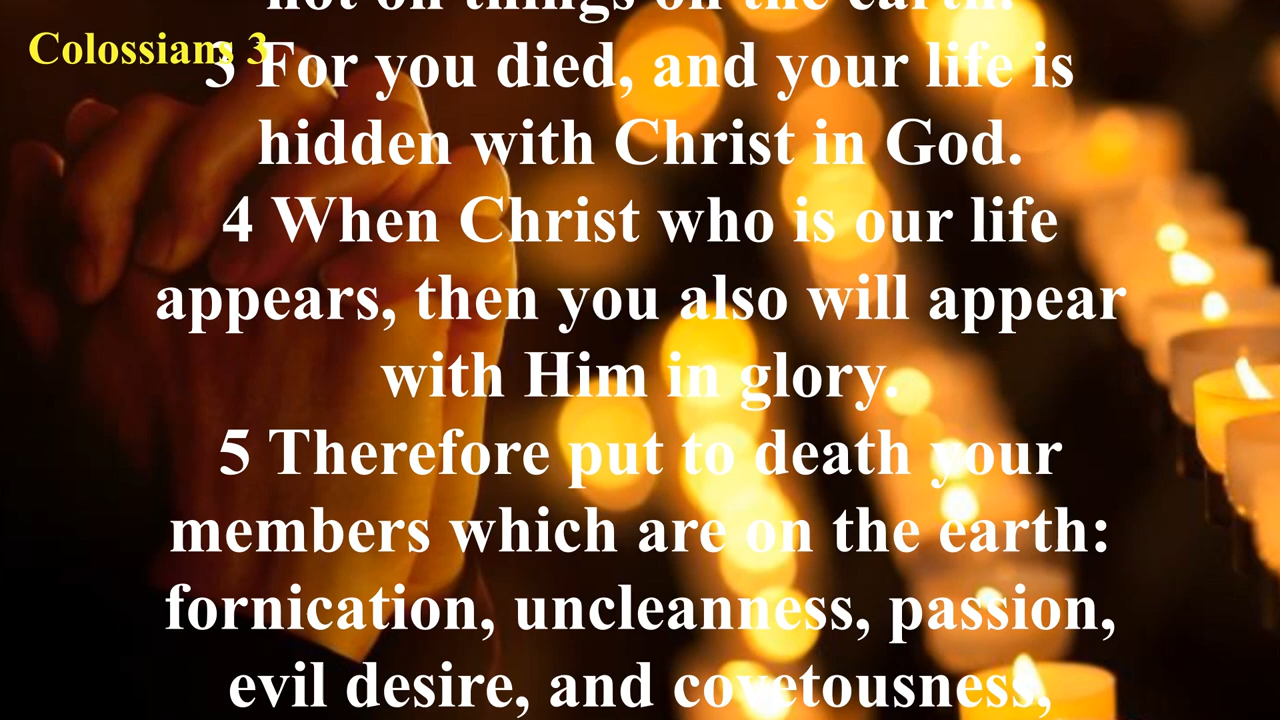 not on things on the earth.
Colossians 3
3 For you died, and your life is
hidden with Christ in God.
4 When Christ who is our life
appears, then you also will appear
with Him in glory.
5 Therefore put to death your
members which are on the earth:
fornication, uncleanness, passion,
evil desire, and covetousness,